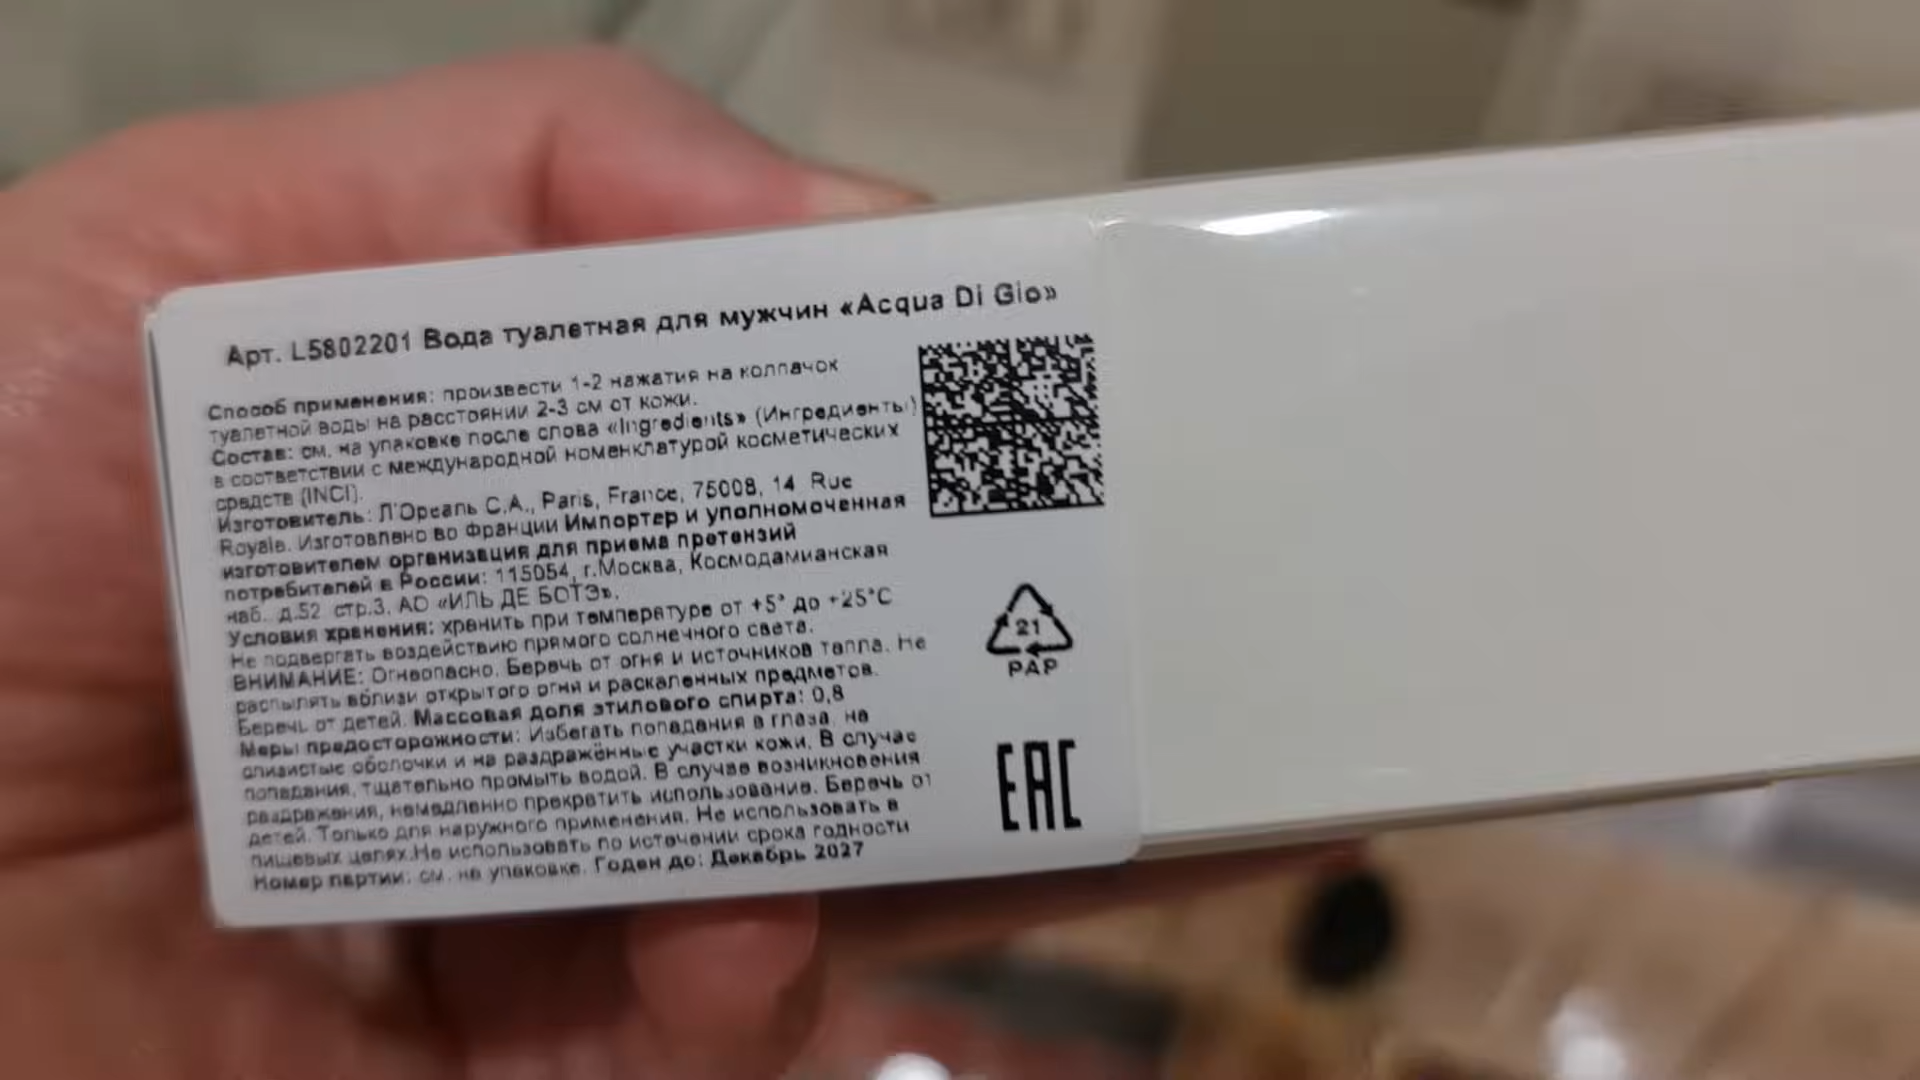 Арт. L5802201 Вода туалетная для мужчин «Acqua Di Gio»
Способ применения: произвести 1-2 нажатия на колпачок
туалетной воды на расстоянии 2-3 см от кожи.
Состав: см. на упаковке после слова «Ingredients» (Ингредиенты)
в соответствии с международной номенклатурой косметических
средств (INCI).
Изготовитель: Л'Ореаль С.А., Paris, France, 75008, 14 Rue
Royale. Изготовлено во Франции Импортер и уполномоченная
изготовителем организация для приема претензий
потребителей в России: 115054, г.Москва, Космодамианская
наб., д.52 стр.3, АО «ИЛЬ ДЕ БОТЭ».
Условия хранения: хранить при температуре от +5° до +25°C
Не подвергать воздействию прямого солнечного света.
ВНИМАНИЕ: Огнеопасно. Беречь от огня и источников тепла. Не
распылять вблизи открытого огня и раскаленных предметов.
Беречь от детей. Массовая доля этилового спирта: 0,8
Меры предосторожности: Избегать попадания в глаза, на
слизистые оболочки и на раздражённые участки кожи. В случае
попадания, тщательно промыть водой. В случае возникновения
раздражения, немедленно прекратить использование. Беречь от
детей. Только для наружного применения. Не использовать в
пищевых целях.Не использовать по истечении срока годности
Номер партии: см. на упаковке. Годен до: Декабрь 2027
21
PAP
EAC